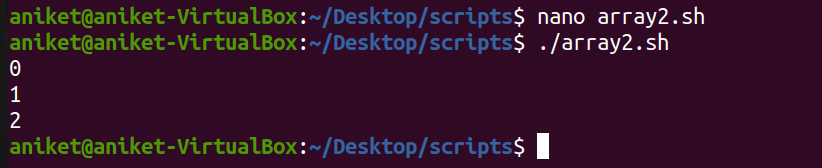 aniket@aniket-VirtualBox:~/Desktop/scripts$ nano array2.sh
aniket@aniket-VirtualBox:~/Desktop/scripts$ ./array2.sh
0
1
2
aniket@aniket-VirtualBox:~/Desktop/scripts$